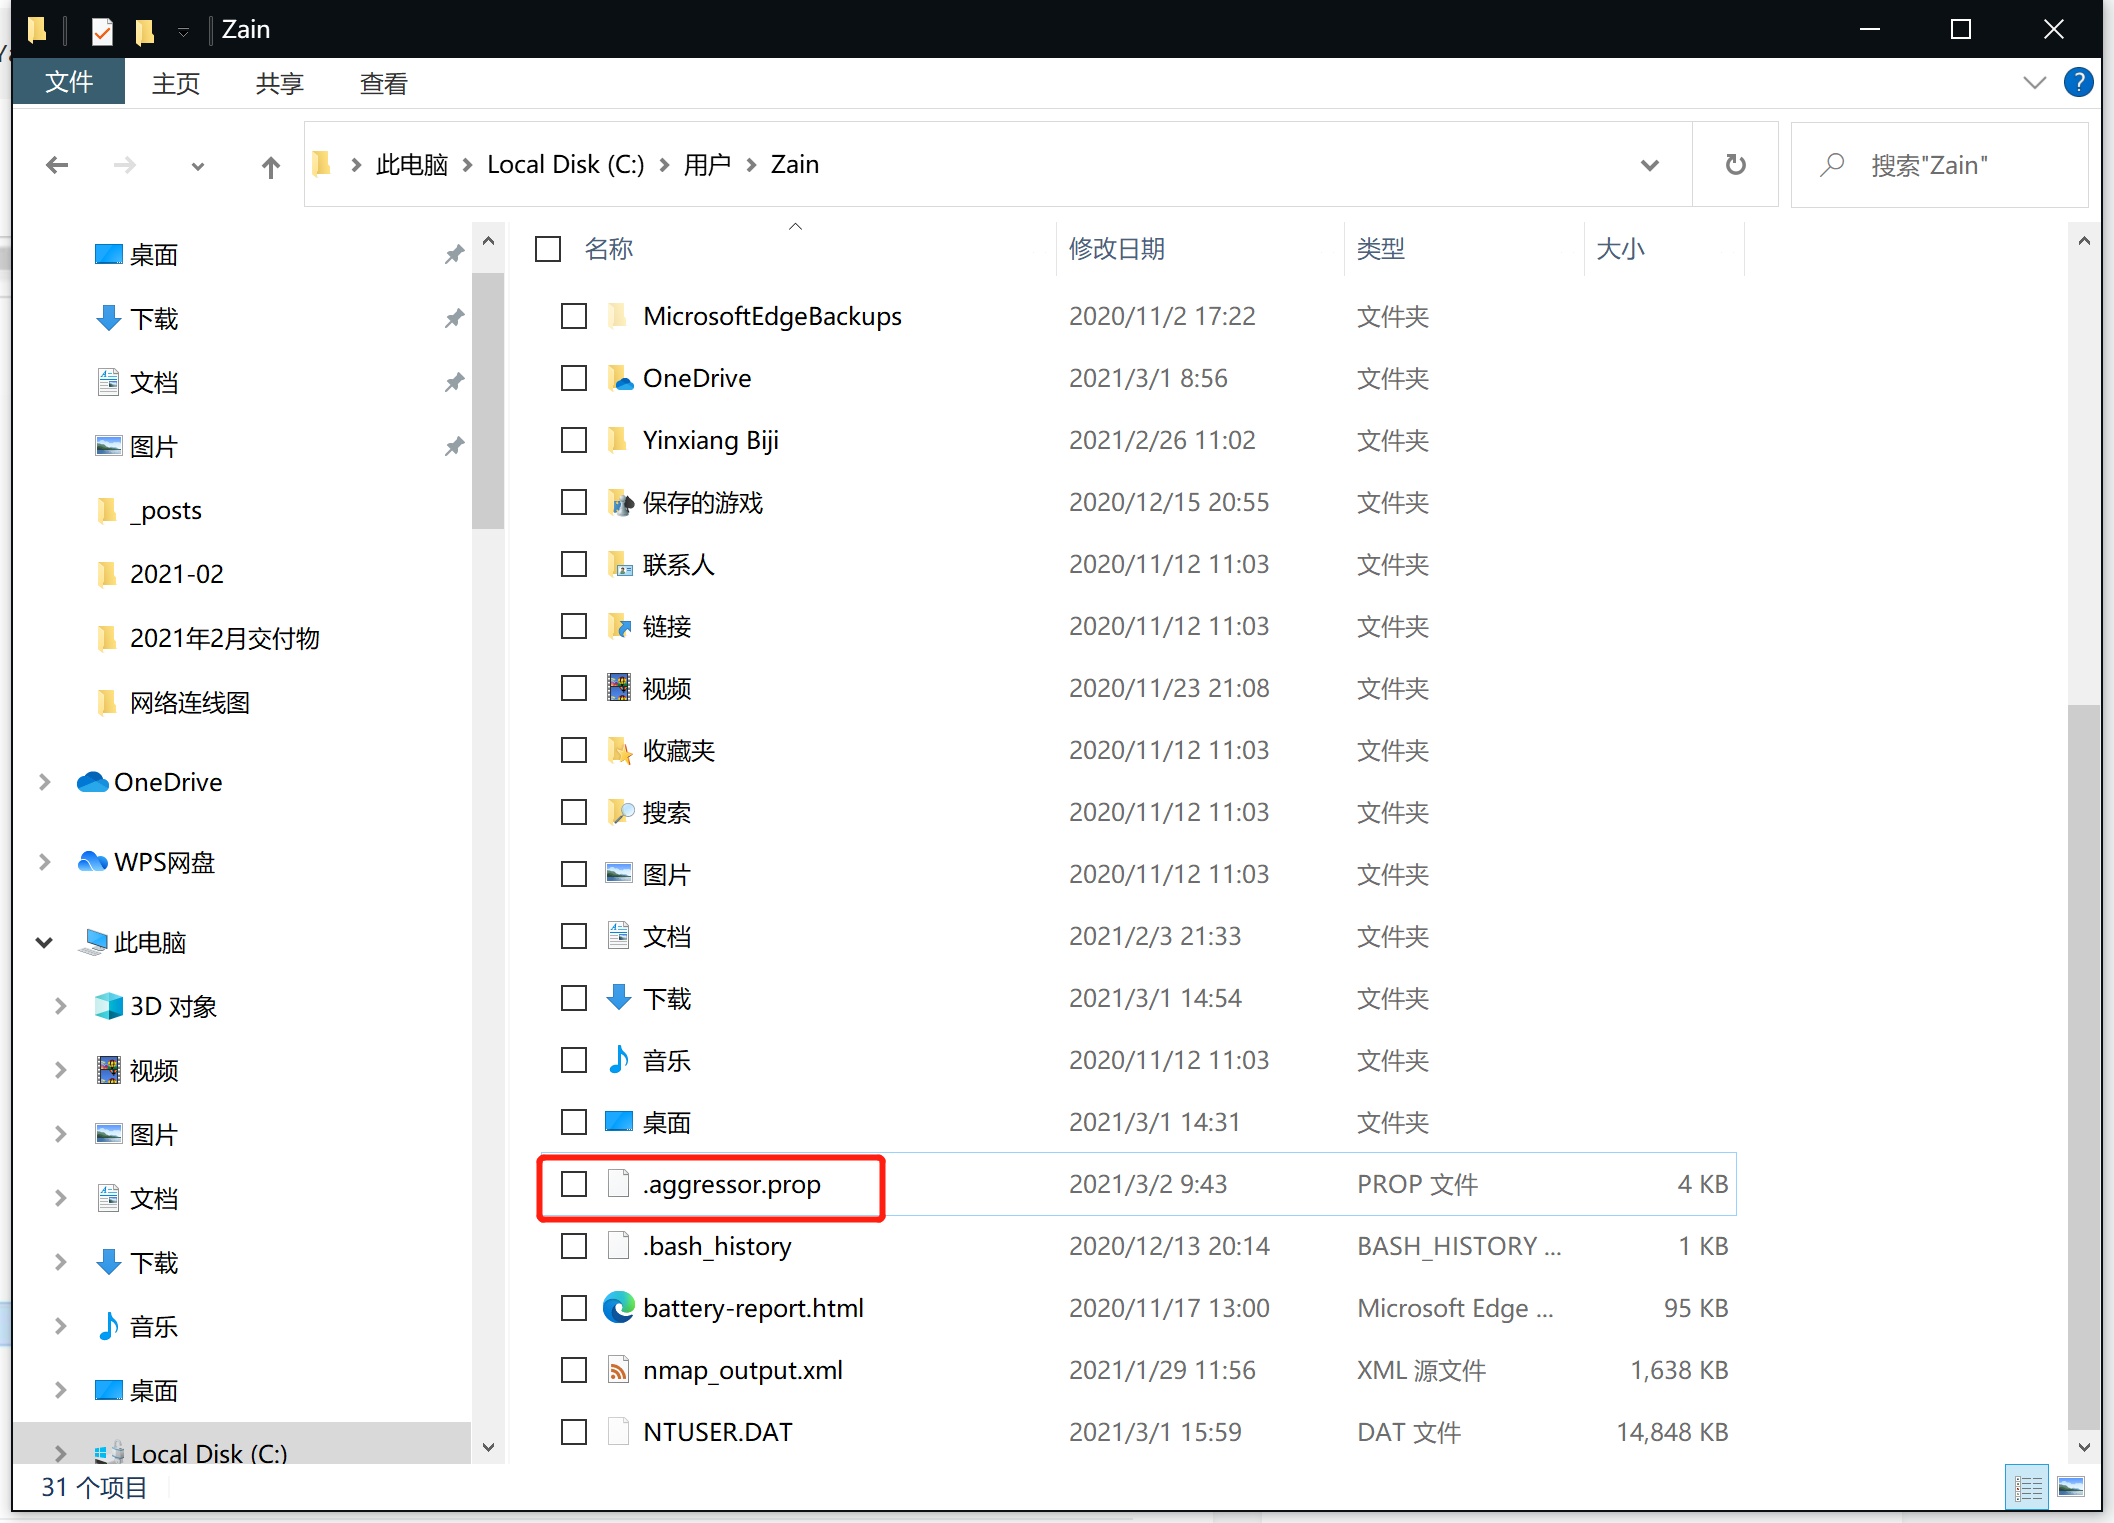 Zain
文件 主页 共享 查看
此电脑 Local Disk (C:) 用户 Zain
搜索"Zain"
桌面
下载
文档
图片
_posts
2021-02
2021年2月交付物
网络连线图
OneDrive
WPS网盘
此电脑
3D 对象
视频
图片
文档
下载
音乐
桌面
Local Disk (C:)
名称 修改日期 类型 大小
MicrosoftEdgeBackups 2020/11/2 17:22 文件夹
OneDrive 2021/3/1 8:56 文件夹
Yinxiang Biji 2021/2/26 11:02 文件夹
保存的游戏 2020/12/15 20:55 文件夹
联系人 2020/11/12 11:03 文件夹
链接 2020/11/12 11:03 文件夹
视频 2020/11/23 21:08 文件夹
收藏夹 2020/11/12 11:03 文件夹
搜索 2020/11/12 11:03 文件夹
图片 2020/11/12 11:03 文件夹
文档 2021/2/3 21:33 文件夹
下载 2021/3/1 14:54 文件夹
音乐 2020/11/12 11:03 文件夹
桌面 2021/3/1 14:31 文件夹
.aggressor.prop 2021/3/2 9:43 PROP 文件 4 KB
.bash_history 2020/12/13 20:14 BASH_HISTORY ... 1 KB
battery-report.html 2020/11/17 13:00 Microsoft Edge ... 95 KB
nmap_output.xml 2021/1/29 11:56 XML 源文件 1,638 KB
NTUSER.DAT 2021/3/1 15:59 DAT 文件 14,848 KB
31 个项目